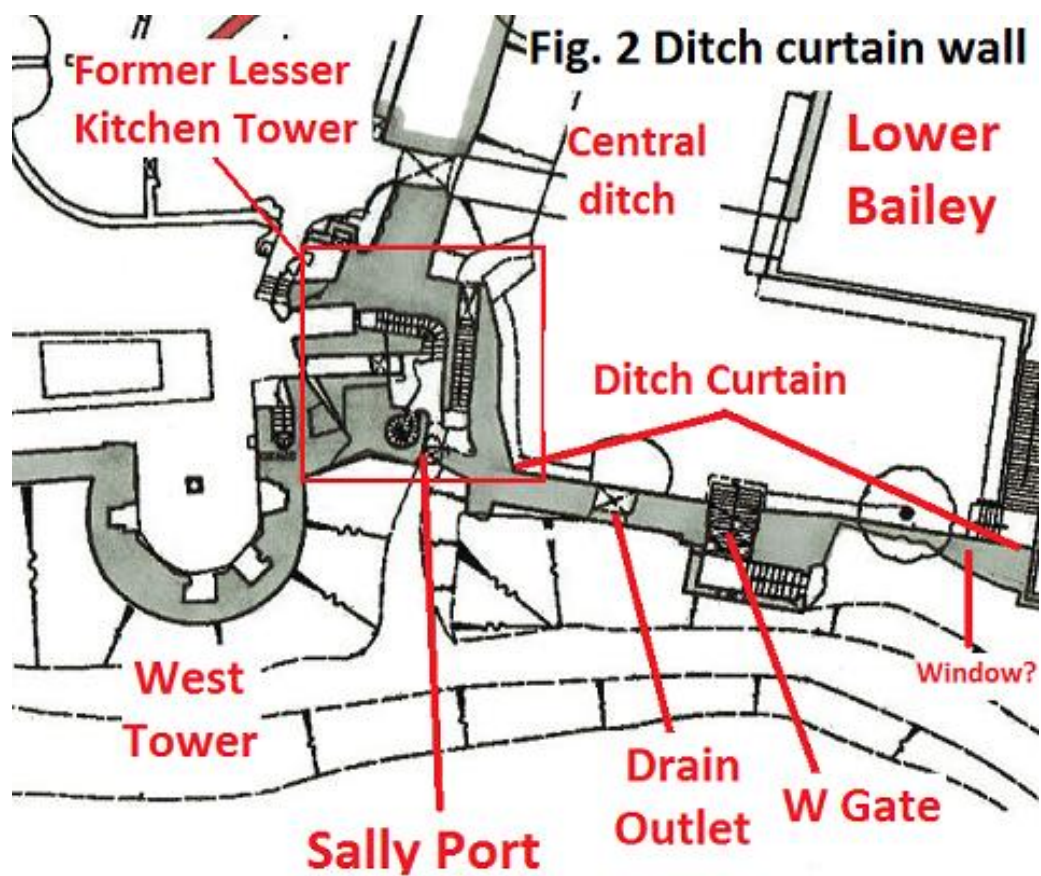 Fig. 2 Ditch curtain wall
Former Lesser
Kitchen Tower
Central
ditch
Lower
Bailey
Ditch Curtain
Window?
West
Tower
Drain
Outlet
W Gate
Sally Port